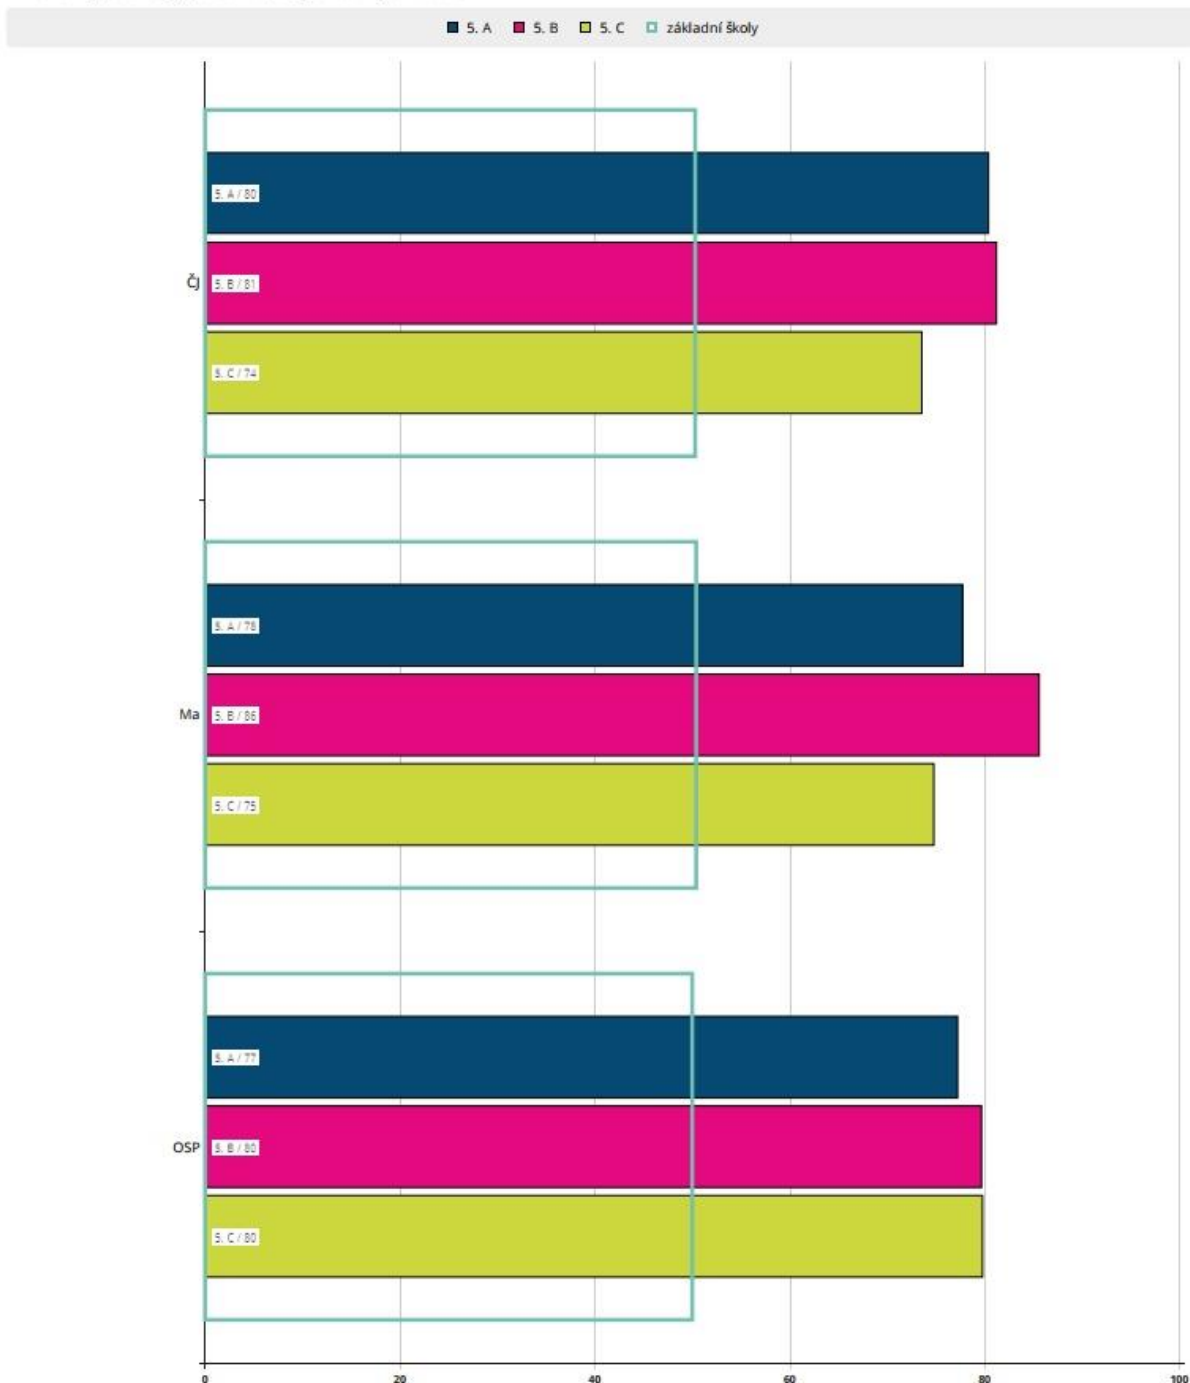 5. A 5. B 5. C základní školy
5. A / 80
ČJ 5. B / 81
5. C / 74
5. A / 78
Ma 5. B / 86
5. C / 75
5. A / 77
OSP 5. B / 80
5. C / 80
0 20 40 60 80 100